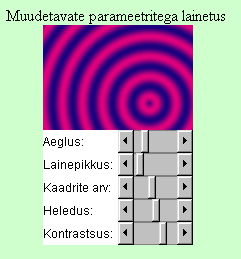 Muudetavate parameetritega lainetus
Aeglus:
Lainepikkus:
Kaadrite arv:
Heledus:
Kontrastsus: